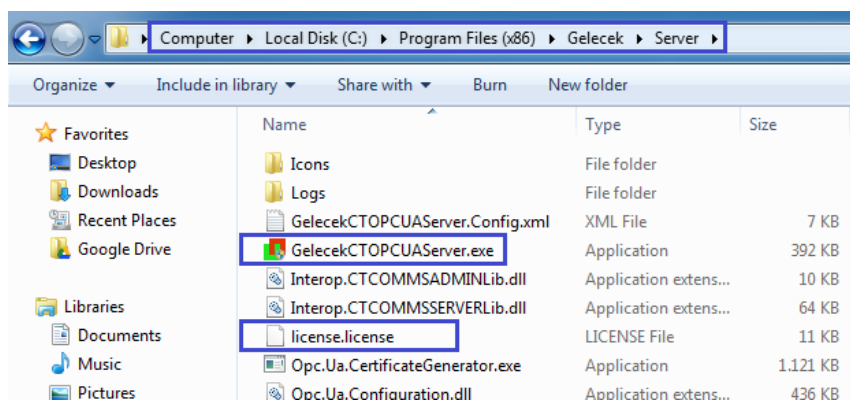 Computer Local Disk (C:) Program Files (x86) Gelecek Server
Organize Include in library Share with Burn New folder
Favorites
Desktop
Downloads
Recent Places
Google Drive
Libraries
Documents
Music
Pictures
Name Type Size
Icons File folder
Logs File folder
GelecekCTOPCUAServer.Config.xml XML File 7 KB
GelecekCTOPCUAServer.exe Application 392 KB
Interop.CTCOMMSADMINLib.dll Application extens... 10 KB
Interop.CTCOMMSSERVERLib.dll Application extens... 64 KB
license.license LICENSE File 11 KB
Opc.Ua.CertificateGenerator.exe Application 1.121 KB
Opc.Ua.Configuration.dll Application extens... 436 KB